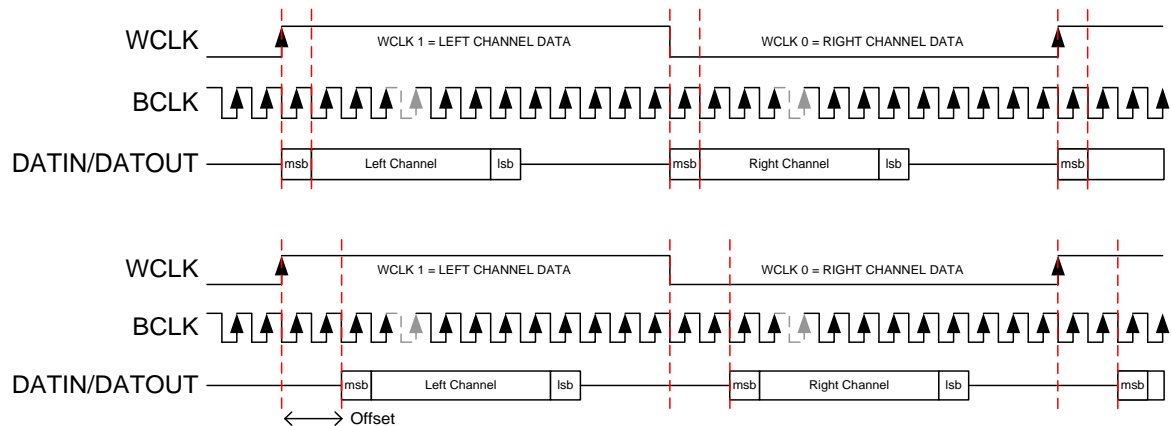 WCLK
WCLK 1 = LEFT CHANNEL DATA
WCLK 0 = RIGHT CHANNEL DATA
BCLK
DATIN/DATOUT
msb
Left Channel
lsb
msb
Right Channel
lsb
msb
WCLK
WCLK 1 = LEFT CHANNEL DATA
WCLK 0 = RIGHT CHANNEL DATA
BCLK
DATIN/DATOUT
msb
Left Channel
lsb
msb
Right Channel
lsb
msb
Offset